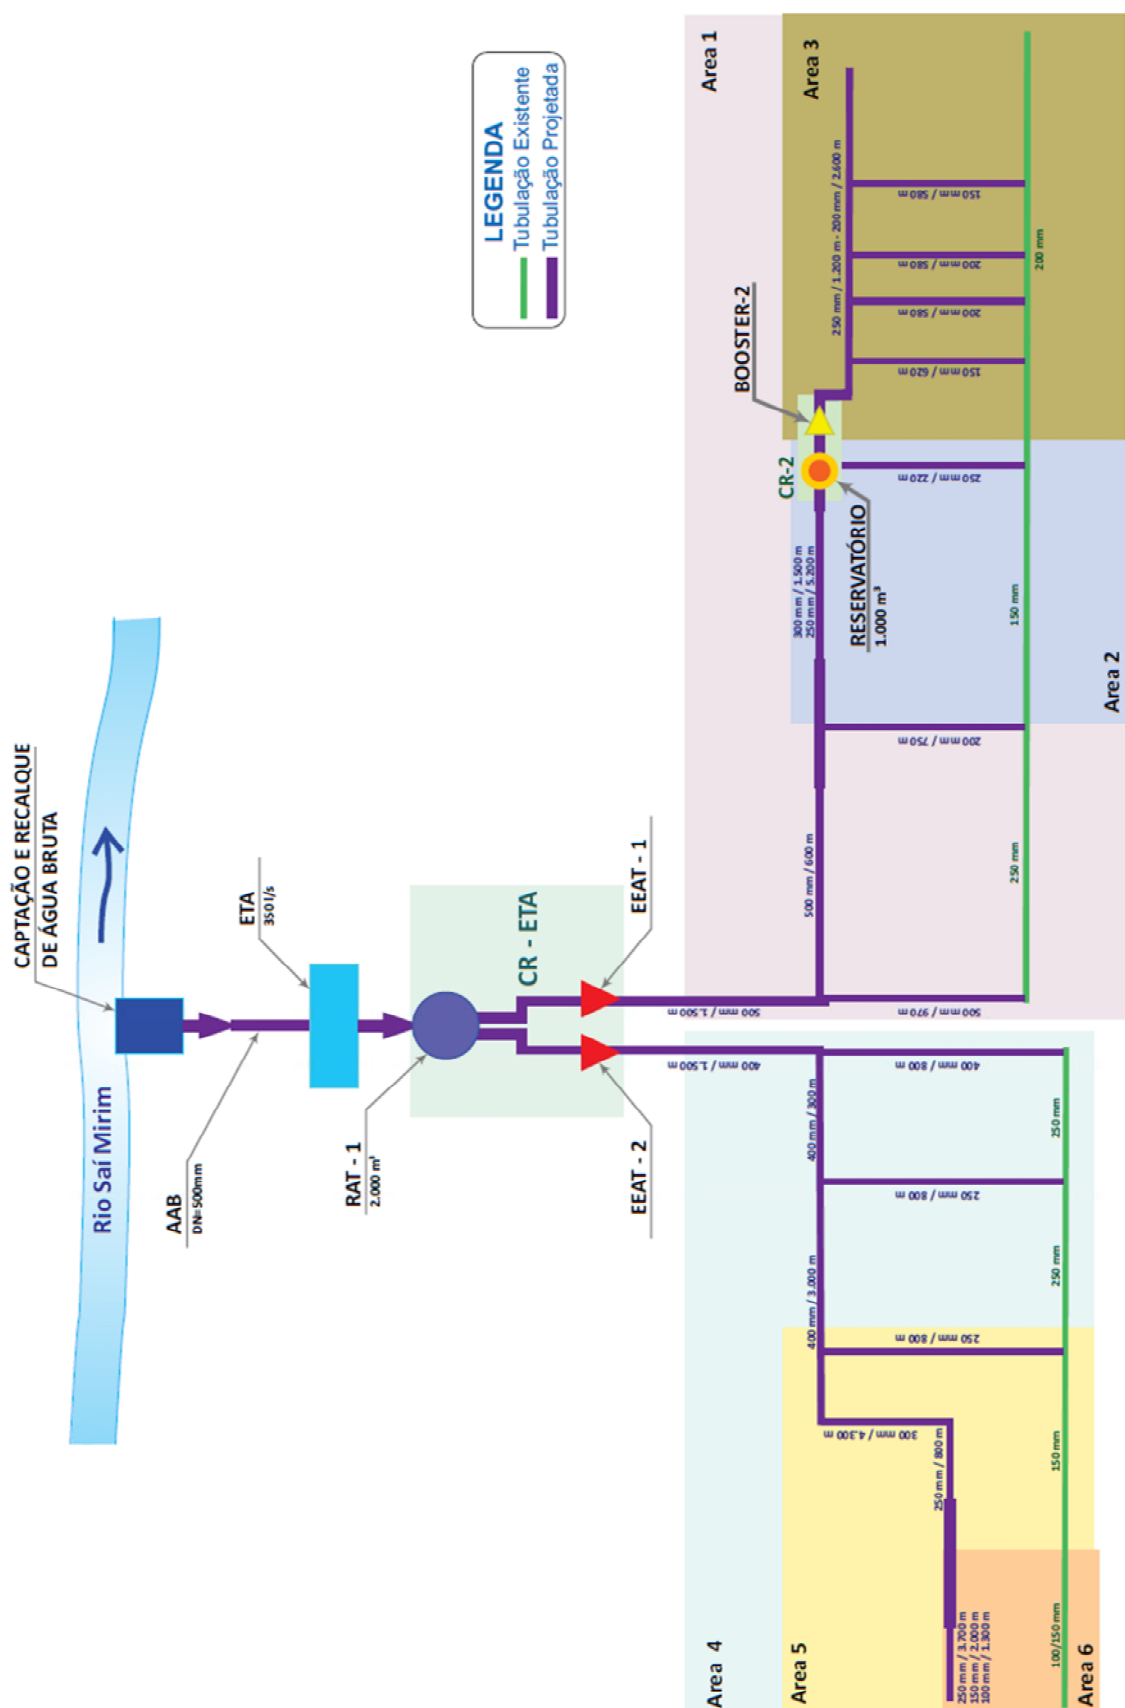 CAPTAÇÃO E RECALQUE
DE ÁGUA BRUTA
Rio Saí Mirim
AAB
DN=500mm
ETA
350 l/s
RAT - 1
2.000 m³
CR - ETA
EEAT - 1
EEAT - 2
LEGENDA
Tubulação Existente
Tubulação Projetada
Area 4
Area 5
Area 6
400 mm / 1.500 m
500 mm / 1.500 m
400 mm / 300 m
400 mm / 3.000 m
400 mm / 800 m
250 mm / 800 m
250 mm / 800 m
300 mm / 4.300 m
250 mm / 800 m
250 mm / 3.700 m
150 mm / 2.000 m
100 mm / 1.300 m
100/150 mm
150 mm
250 mm
250 mm
Area 1
Area 2
Area 3
500 mm / 970 m
500 mm / 600 m
200 mm / 750 m
300 mm / 1.500 m
250 mm / 5.200 m
CR-2
RESERVATÓRIO
1.000 m³
BOOSTER-2
250 mm / 220 m
250 mm / 1.200 m - 200 mm / 2.600 m
150 mm / 620 m
200 mm / 580 m
200 mm / 580 m
150 mm / 580 m
250 mm
150 mm
200 mm